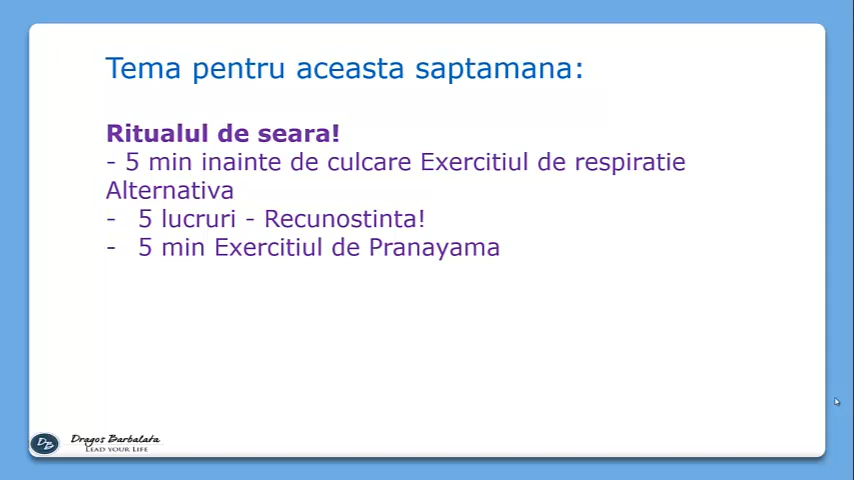 Tema pentru aceasta saptamana:
Ritualul de seara!
- 5 min inainte de culcare Exercitiul de respiratie
Alternativa
- 5 lucruri - Recunostinta!
- 5 min Exercitiul de Pranayama
DB
Dragos Barbalata
LEAD YOUR LIFE